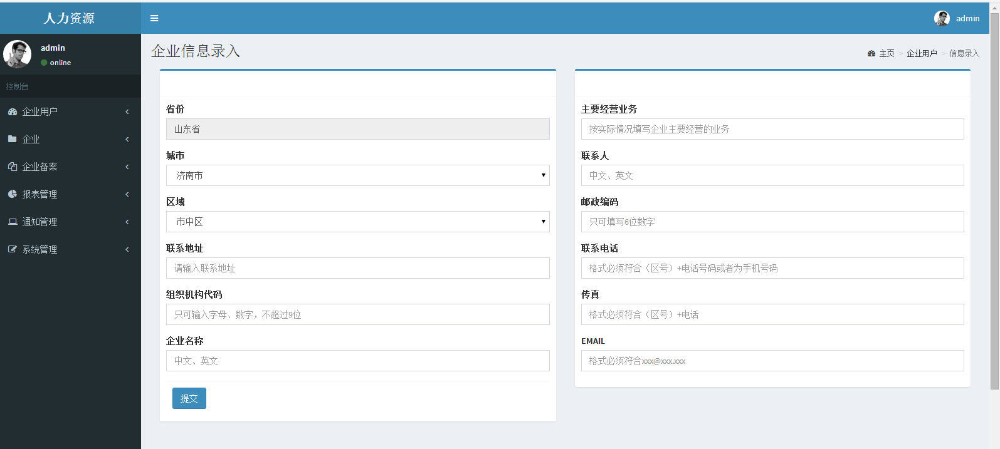 人力资源
admin
admin
online
控制台
企业用户
企业
企业备案
报表管理
通知管理
系统管理
企业信息录入
主页 > 企业用户 > 信息录入
省份
山东省
城市
济南市
区域
市中区
联系地址
请输入联系地址
组织机构代码
只可输入字母、数字，不超过9位
企业名称
中文、英文
提交
主要经营业务
按实际情况填写企业主要经营的业务
联系人
中文、英文
邮政编码
只可填写6位数字
联系电话
格式必须符合（区号）+电话号码或者为手机号码
传真
格式必须符合（区号）+电话
EMAIL
格式必须符合xxx@xxx.xxx